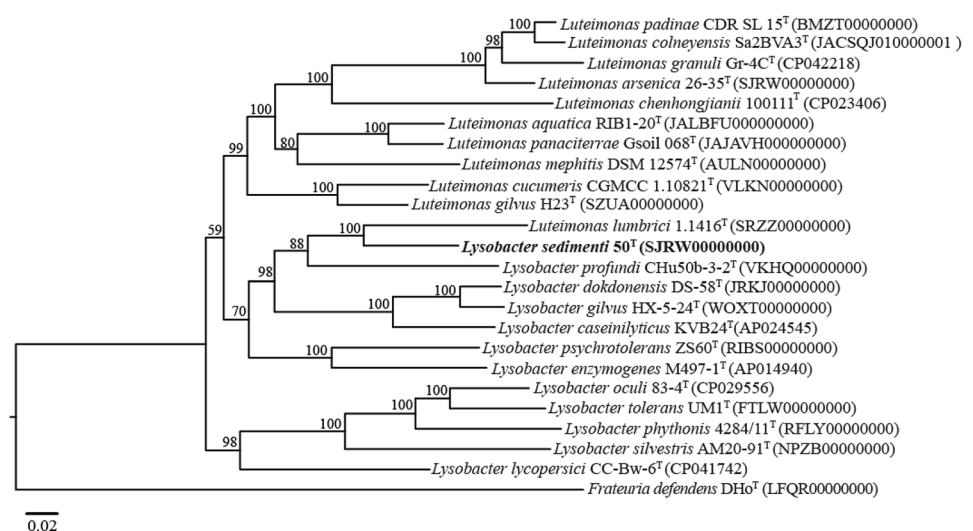 100 Luteimonas padinae CDR SL 15ᵀ (BMZT00000000)
98 Luteimonas colneyensis Sa2BVA3ᵀ (JACSQJ010000001 )
100 Luteimonas granuli Gr-4Cᵀ (CP042218)
100 Luteimonas arsenica 26-35ᵀ (SJRW00000000)
Luteimonas chenhongjianii 100111ᵀ (CP023406)
100 100 Luteimonas aquatica RIB1-20ᵀ (JALBFU000000000)
80 Luteimonas panaciterrae Gsoil 068ᵀ (JAJAVH000000000)
99 Luteimonas mephitis DSM 12574ᵀ (AULN00000000)
100 Luteimonas cucumeris CGMCC 1.10821ᵀ (VLKN00000000)
Luteimonas gilvus H23ᵀ (SZUA00000000)
59 100 Luteimonas lumbrici 1.1416ᵀ (SRZZ00000000)
88 Lysobacter sedimenti 50ᵀ (SJRW00000000)
98 Lysobacter profundi CHu50b-3-2ᵀ (VKHQ00000000)
100 Lysobacter dokdonensis DS-58ᵀ (JRKJ00000000)
100 Lysobacter gilvus HX-5-24ᵀ (WOXT00000000)
70 Lysobacter caseinilyticus KVB24ᵀ (AP024545)
100 Lysobacter psychrotolerans ZS60ᵀ (RIBS00000000)
Lysobacter enzymogenes M497-1ᵀ (AP014940)
100 Lysobacter oculi 83-4ᵀ (CP029556)
100 Lysobacter tolerans UM1ᵀ (FTLW00000000)
100 Lysobacter phythonis 4284/11ᵀ (RFLY00000000)
98 Lysobacter silvestris AM20-91ᵀ (NPZB00000000)
Lysobacter lycopersici CC-Bw-6ᵀ (CP041742)
Frateuria defendens DHoᵀ (LFQR00000000)
0.02